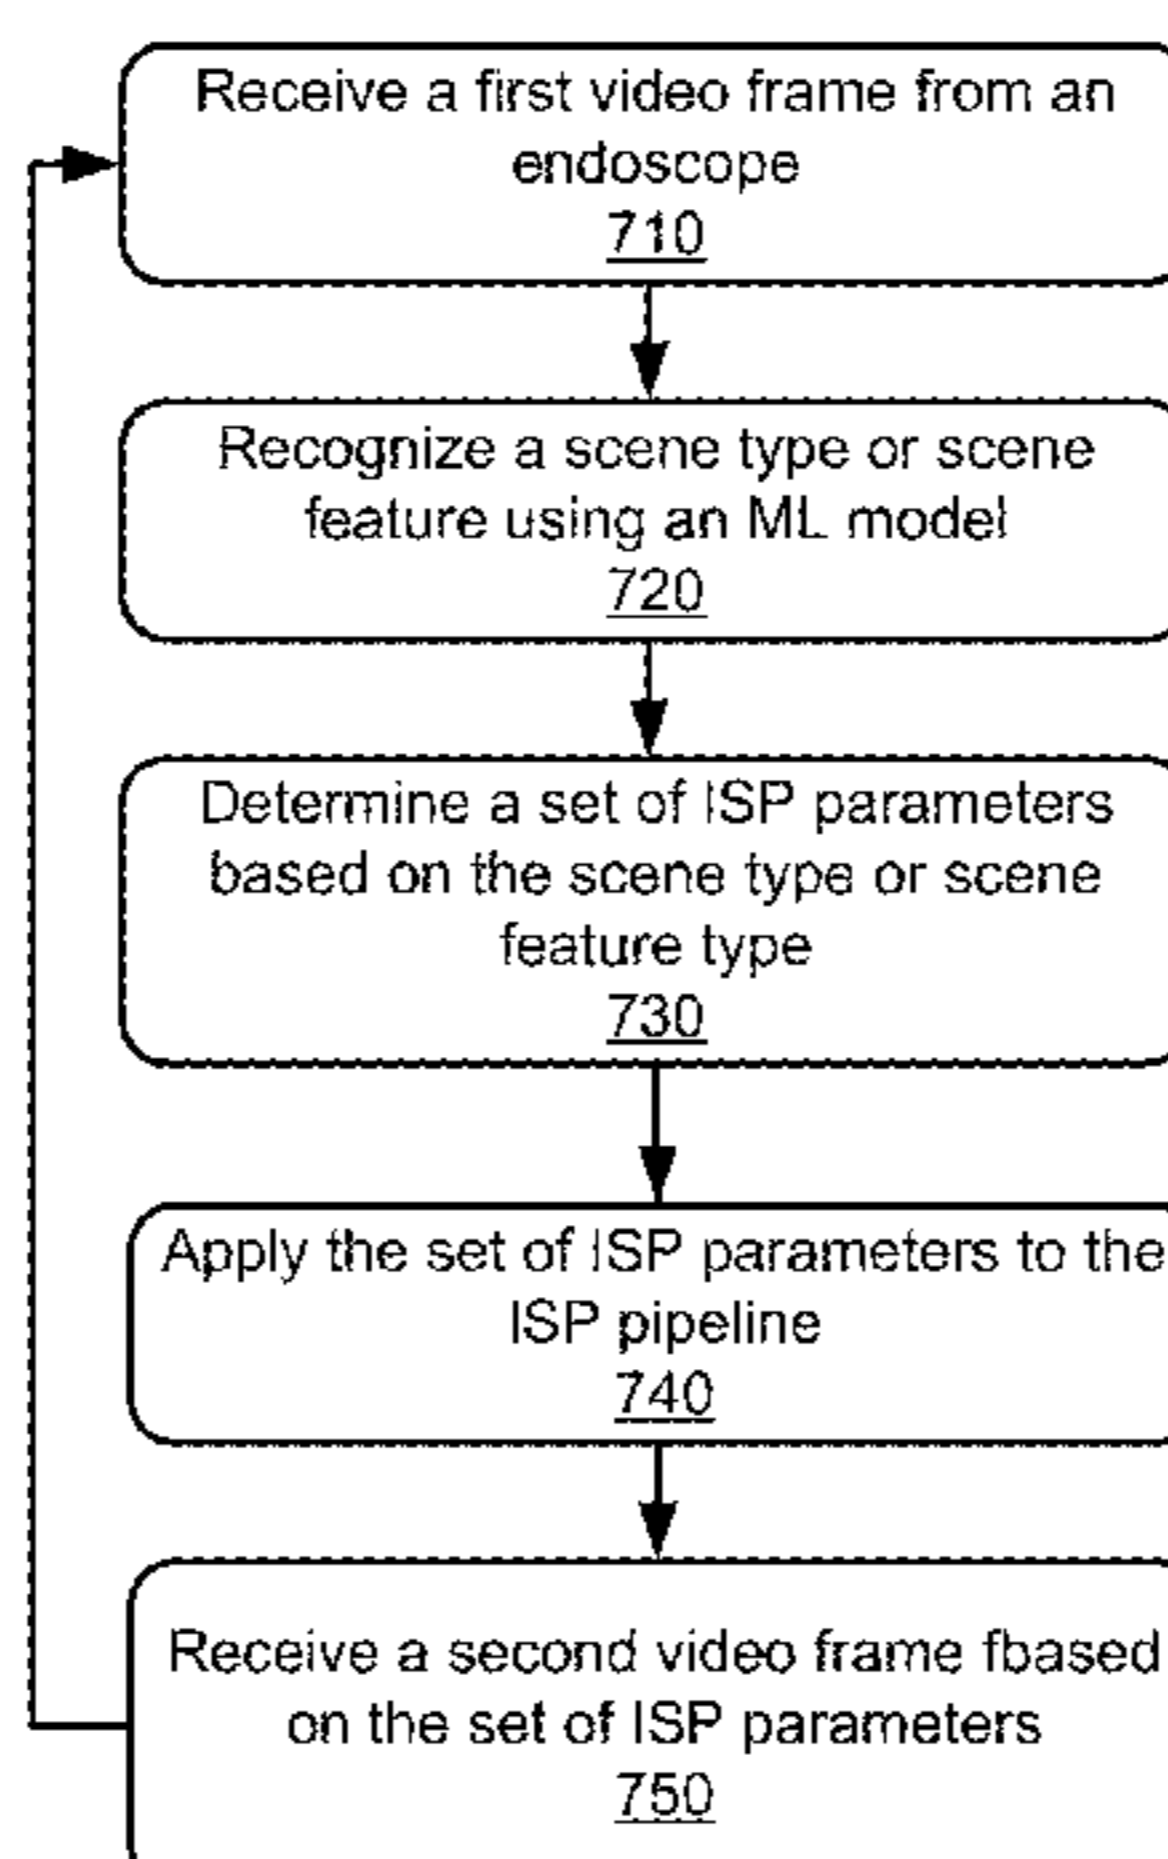 Receive a first video frame from an
endoscope
710
Recognize a scene type or scene
feature using an ML model
720
Determine a set of ISP parameters
based on the scene type or scene
feature type
730
Apply the set of ISP parameters to the
ISP pipeline
740
Receive a second video frame fbased
on the set of ISP parameters
750